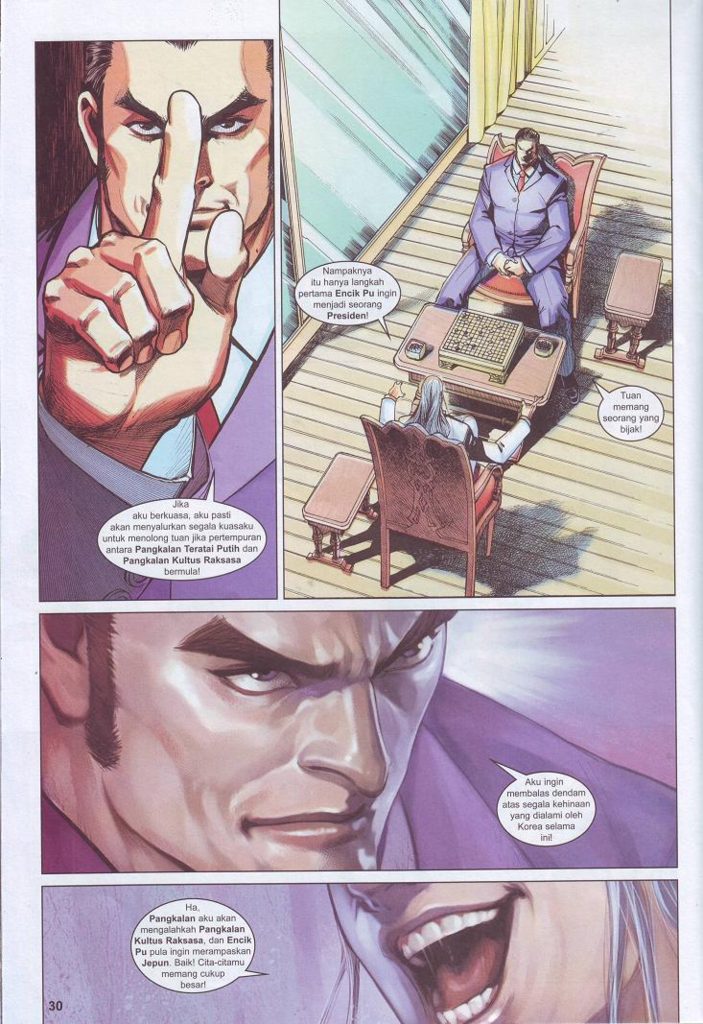 Jika
aku berkuasa, aku pasti
akan menyalurkan segala kuasaku
untuk menolong tuan jika pertempuran
antara Pangkalan Teratai Putih dan
Pangkalan Kultus Raksasa
bermula!
Nampaknya
itu hanya langkah
pertama Encik Pu ingin
menjadi seorang
Presiden!
Tuan
memang
seorang yang
bijak!
Aku ingin
membalas dendam
atas segala kehinaan
yang dialami oleh
Korea selama
ini!
Ha,
Pangkalan aku akan
mengalahkan Pangkalan
Kultus Raksasa, dan Encik
Pu pula ingin merampaskan
Jepun. Baik! Cita-citamu
memang cukup
besar!
30